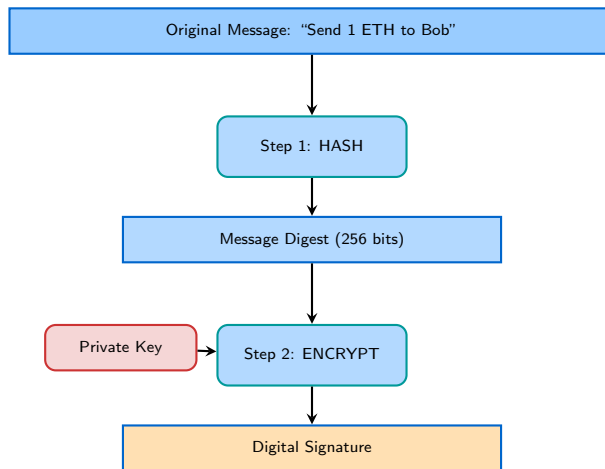 Original Message: “Send 1 ETH to Bob”
Step 1: HASH
Message Digest (256 bits)
Private Key
Step 2: ENCRYPT
Digital Signature